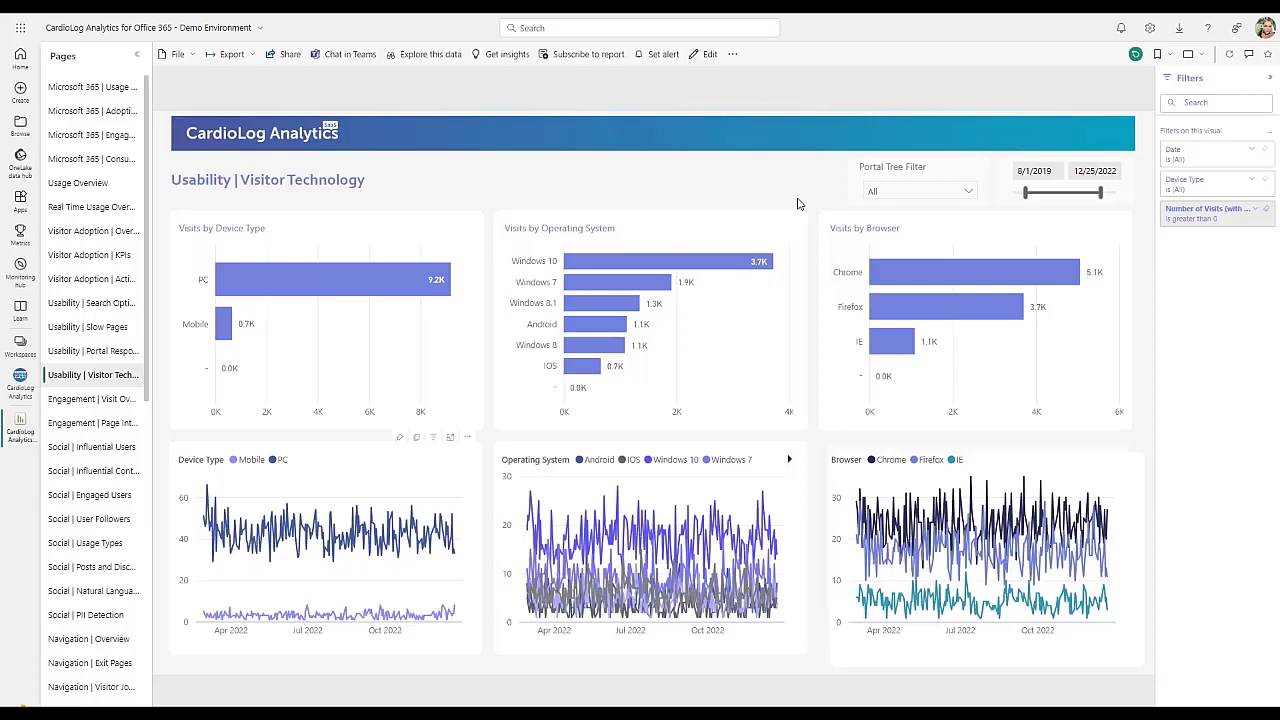 CardioLog Analytics for Office 365 - Demo Environment
Search
Home
Create
Browse
OneLake data hub
Apps
Metrics
Monitoring hub
Learn
Workspaces
CardioLog Analytics
CardioLog Analytics...
Pages
Microsoft 365 | Usage ...
Microsoft 365 | Adopti...
Microsoft 365 | Engag...
Microsoft 365 | Consu...
Usage Overview
Real Time Usage Over...
Visitor Adoption | Over...
Visitor Adoption | KPIs
Visitor Adoption | Acti...
Usability | Search Opti...
Usability | Slow Pages
Usability | Portal Respo...
Usability | Visitor Tech...
Engagement | Visit Ov...
Engagement | Page Int...
Social | Influential Users
Social | Influential Cont...
Social | Engaged Users
Social | User Followers
Social | Usage Types
Social | Posts and Disc...
Social | Natural Langua...
Social | PII Detection
Navigation | Overview
Navigation | Exit Pages
Navigation | Visitor Jo...
File Export Share Chat in Teams Explore this data Get insights Subscribe to report Set alert Edit ...
CardioLog Analytics SaaS
Usability | Visitor Technology
Portal Tree Filter
All
8/1/2019 12/25/2022
Visits by Device Type
PC 9.2K
Mobile 0.7K
- 0.0K
0K 2K 4K 6K 8K
Visits by Operating System
Windows 10 3.7K
Windows 7 1.9K
Windows 8.1 1.3K
Android 1.1K
Windows 8 1.1K
IOS 0.7K
- 0.0K
0K 2K 4K
Visits by Browser
Chrome 5.1K
Firefox 3.7K
IE 1.1K
- 0.0K
0K 2K 4K 6K
Device Type Mobile PC
60
40
20
0
Apr 2022 Jul 2022 Oct 2022
Operating System Android IOS Windows 10 Windows 7
30
20
10
0
Apr 2022 Jul 2022 Oct 2022
Browser Chrome Firefox IE
30
20
10
0
Apr 2022 Jul 2022 Oct 2022
Filters
Search
Filters on this visual ...
Date
is (All)
Device Type
is (All)
Number of Visits (with ...
is greater than 0